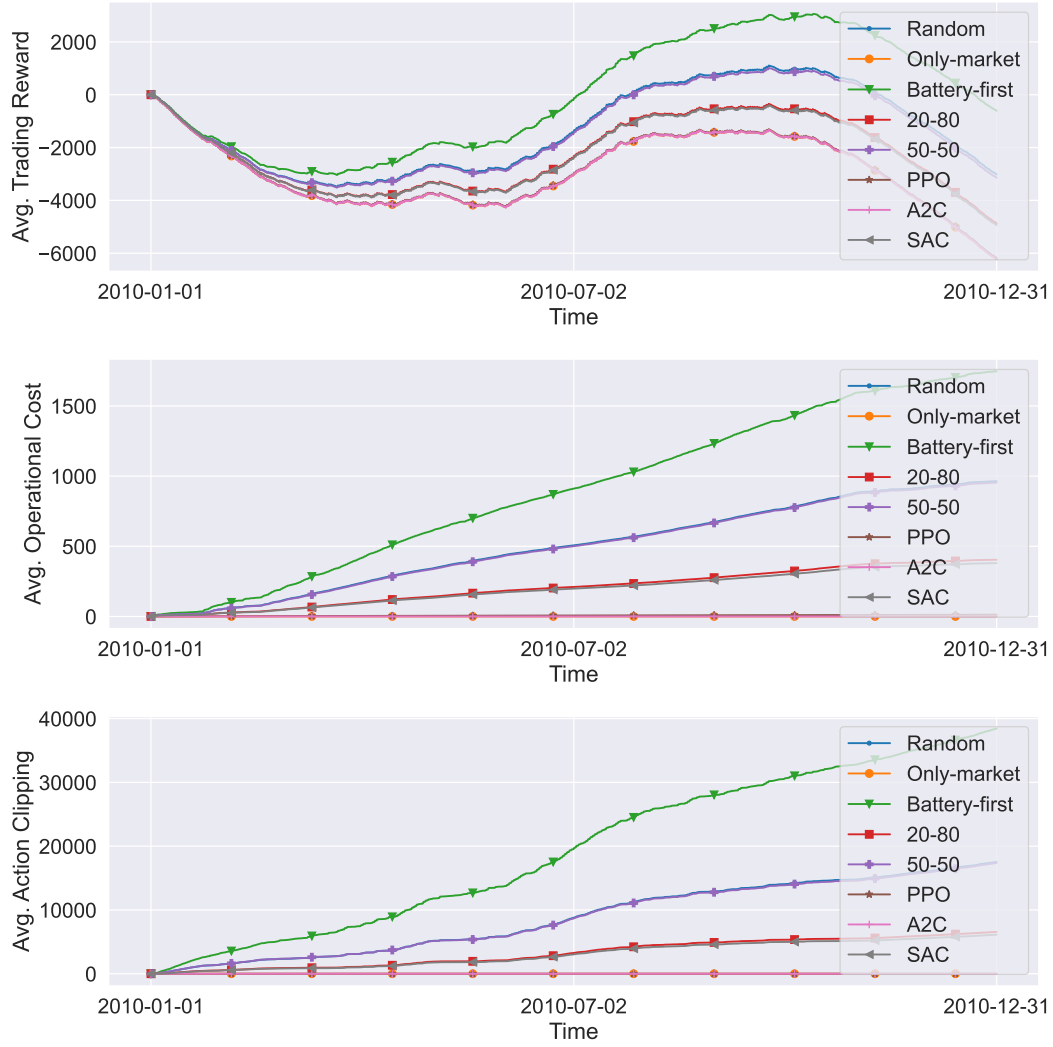 Avg. Trading Reward
2000
0
−2000
−4000
−6000
Random
Only-market
Battery-first
20-80
50-50
PPO
A2C
SAC
2010-01-01 2010-07-02 2010-12-31
Time
Avg. Operational Cost
1500
1000
500
0
Random
Only-market
Battery-first
20-80
50-50
PPO
A2C
SAC
2010-01-01 2010-07-02 2010-12-31
Time
Avg. Action Clipping
40000
30000
20000
10000
0
Random
Only-market
Battery-first
20-80
50-50
PPO
A2C
SAC
2010-01-01 2010-07-02 2010-12-31
Time